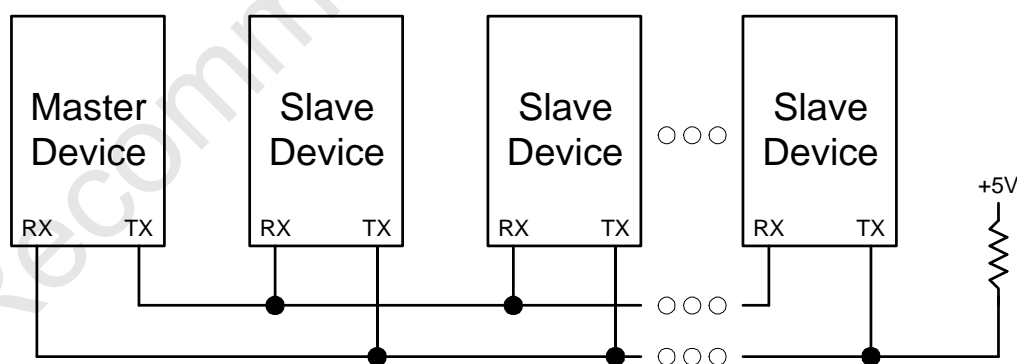 Master
Device
Slave
Device
Slave
Device
Slave
Device
RX TX
RX TX
RX TX
RX TX
+5V